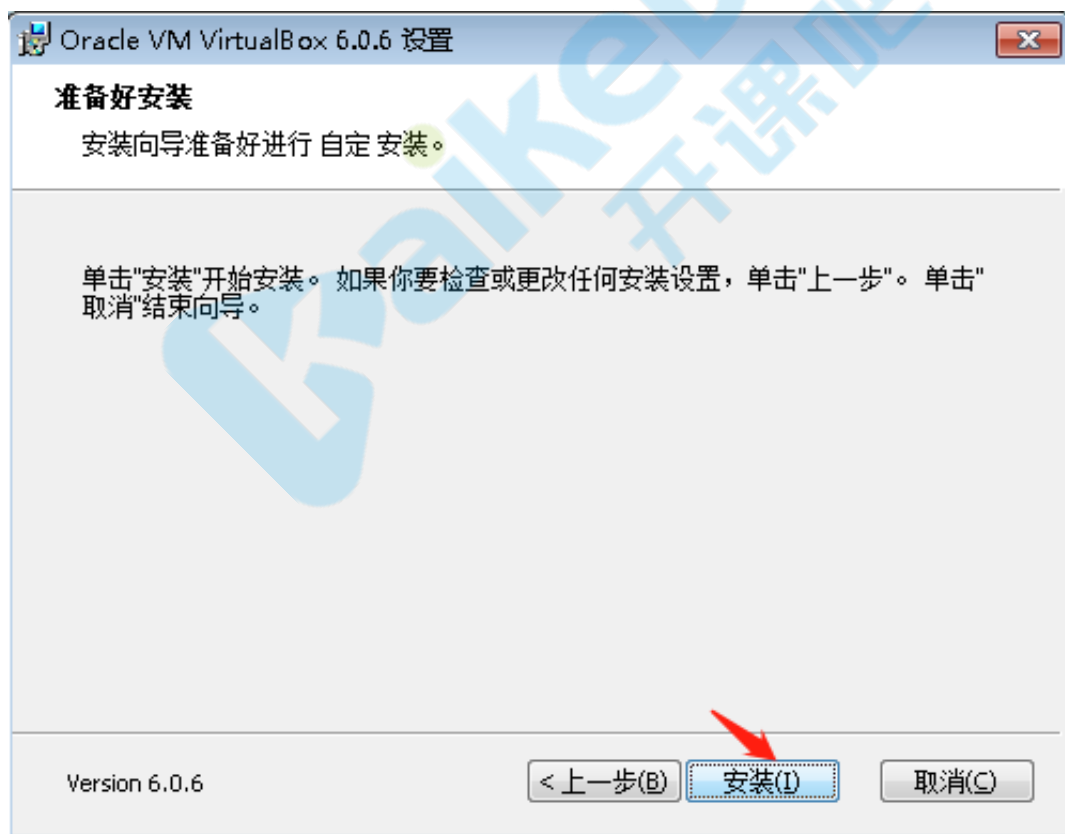 Oracle VM VirtualBox 6.0.6 设置
准备好安装
安装向导准备好进行 自定 安装。
单击"安装"开始安装。 如果你要检查或更改任何安装设置，单击"上一步"。 单击"
取消"结束向导。
Version 6.0.6
< 上一步(B)
安装(I)
取消(C)
开课吧